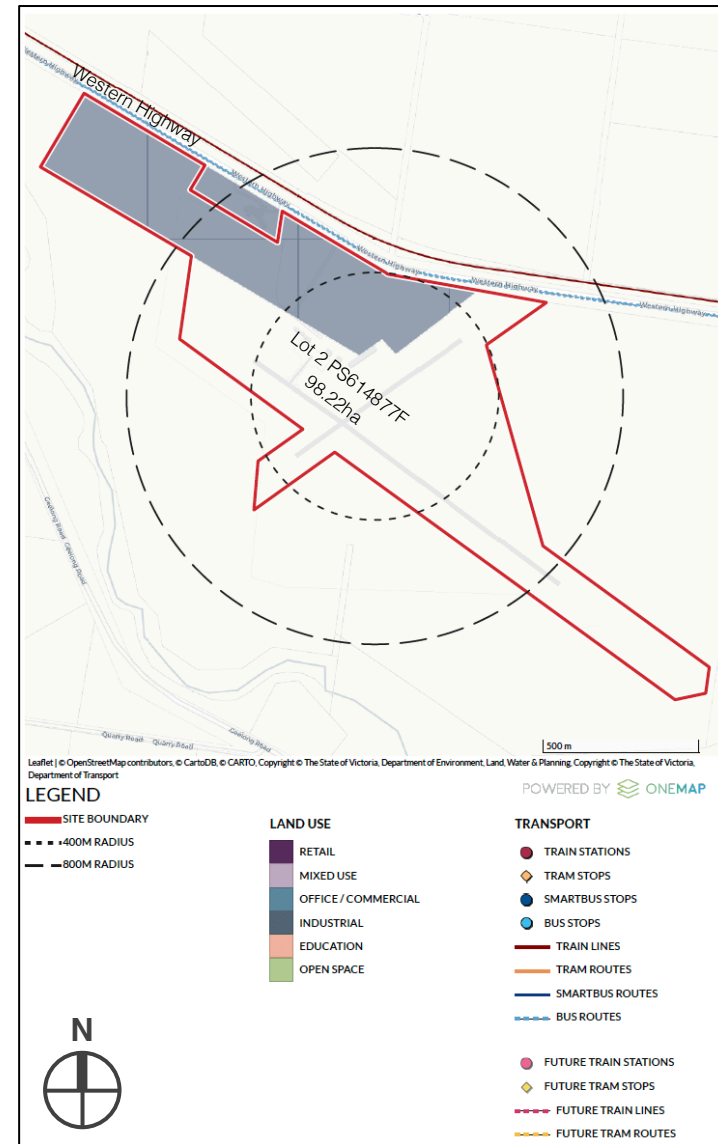 Western Highway
Western Highway
Western Highway
Western Highway
Western Highway
Western Highway
Lot 2 PS614877F
98.22ha
Geelong Road
Geelong Road
Geelong Road
Quarry Road
Quarry Road
500 m
Leaflet | © OpenStreetMap contributors, © CartoDB, © CARTO, Copyright © The State of Victoria, Department of Environment, Land, Water & Planning, Copyright © The State of Victoria,
Department of Transport
POWERED BY ONEMAP
LEGEND
SITE BOUNDARY
400M RADIUS
800M RADIUS
LAND USE
RETAIL
MIXED USE
OFFICE / COMMERCIAL
INDUSTRIAL
EDUCATION
OPEN SPACE
TRANSPORT
TRAIN STATIONS
TRAM STOPS
SMARTBUS STOPS
BUS STOPS
TRAIN LINES
TRAM ROUTES
SMARTBUS ROUTES
BUS ROUTES
FUTURE TRAIN STATIONS
FUTURE TRAM STOPS
FUTURE TRAIN LINES
FUTURE TRAM ROUTES
N